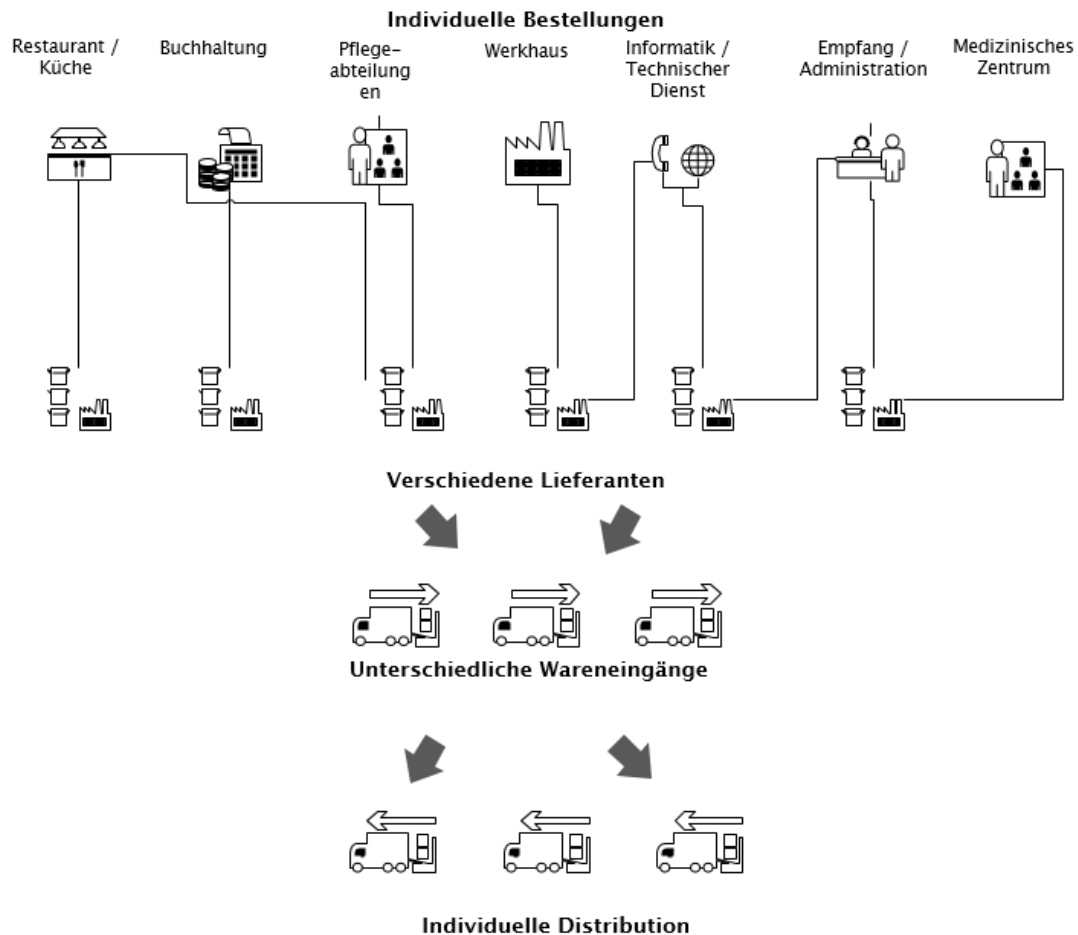 Individuelle Bestellungen
Restaurant /
Küche
Buchhaltung
Pflege-
abteilung
en
Werkhaus
Informatik /
Technischer
Dienst
Empfang /
Administration
Medizinisches
Zentrum
Verschiedene Lieferanten
Unterschiedliche Wareneingänge
Individuelle Distribution